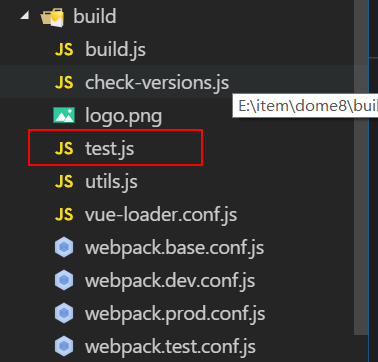 build
JS build.js
JS check-versions.js
E:\item\dome8\buil
logo.png
JS test.js
JS utils.js
JS vue-loader.conf.js
webpack.base.conf.js
webpack.dev.conf.js
webpack.prod.conf.js
webpack.test.conf.js